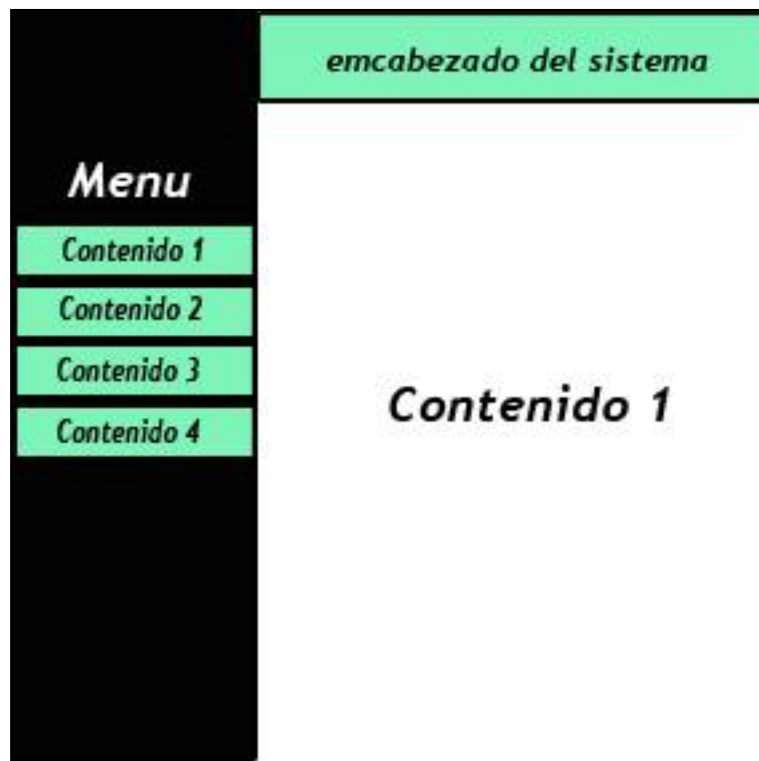 emcabezado del sistema
Menu
Contenido 1
Contenido 2
Contenido 3
Contenido 4
Contenido 1